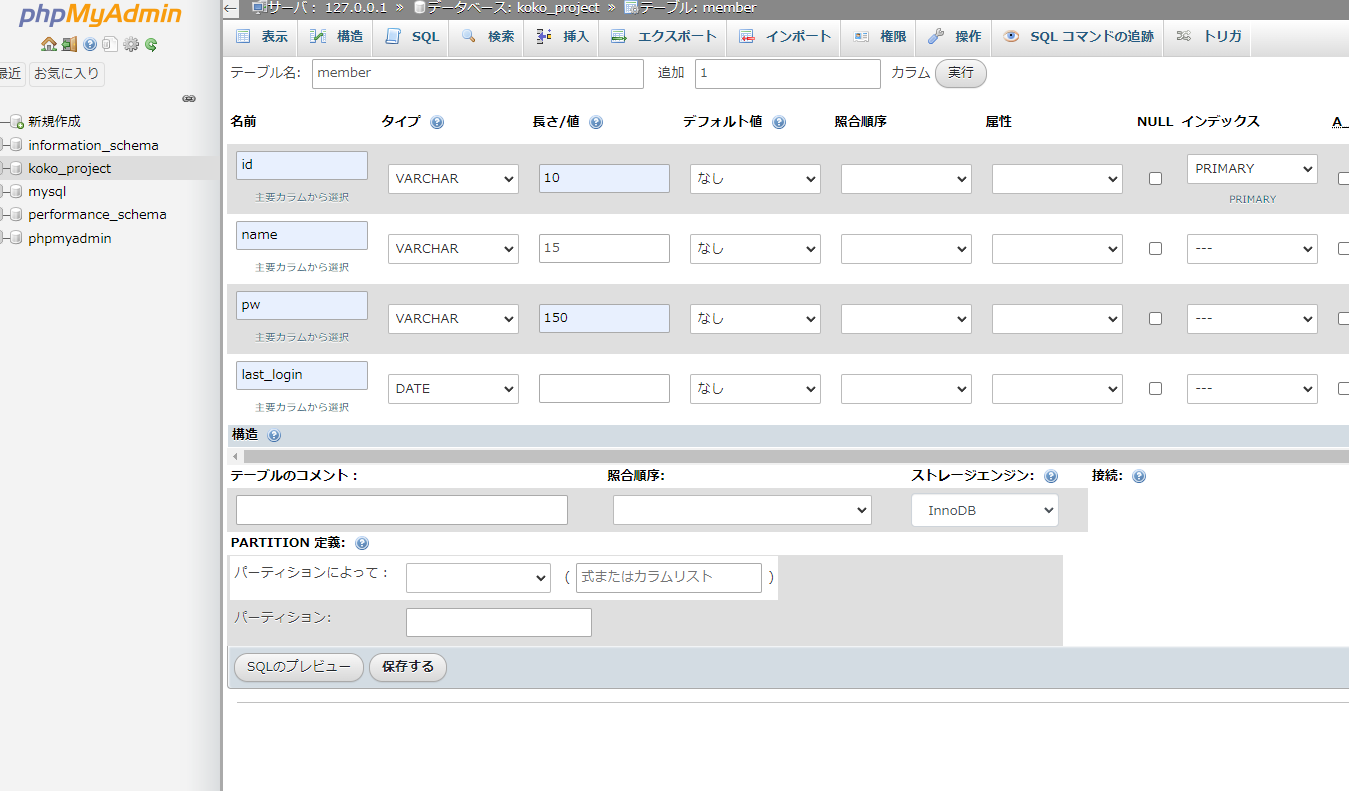 phpMyAdmin
最近 お気に入り
新規作成
information_schema
koko_project
mysql
performance_schema
phpmyadmin
サーバ: 127.0.0.1 » データベース: koko_project » テーブル: member
表示 構造 SQL 検索 挿入 エクスポート インポート 権限 操作 SQL コマンドの追跡 トリガ
テーブル名: member 追加 1 カラム 実行
名前 タイプ 長さ/値 デフォルト値 照合順序 属性 NULL インデックス A_
id VARCHAR 10 なし PRIMARY
主要カラムから選択 PRIMARY
name VARCHAR 15 なし ---
主要カラムから選択
pw VARCHAR 150 なし ---
主要カラムから選択
last_login DATE なし ---
主要カラムから選択
構造
テーブルのコメント: 照合順序: ストレージエンジン: 接続:
InnoDB
PARTITION 定義:
パーティションによって: ( 式またはカラムリスト )
パーティション:
SQLのプレビュー 保存する